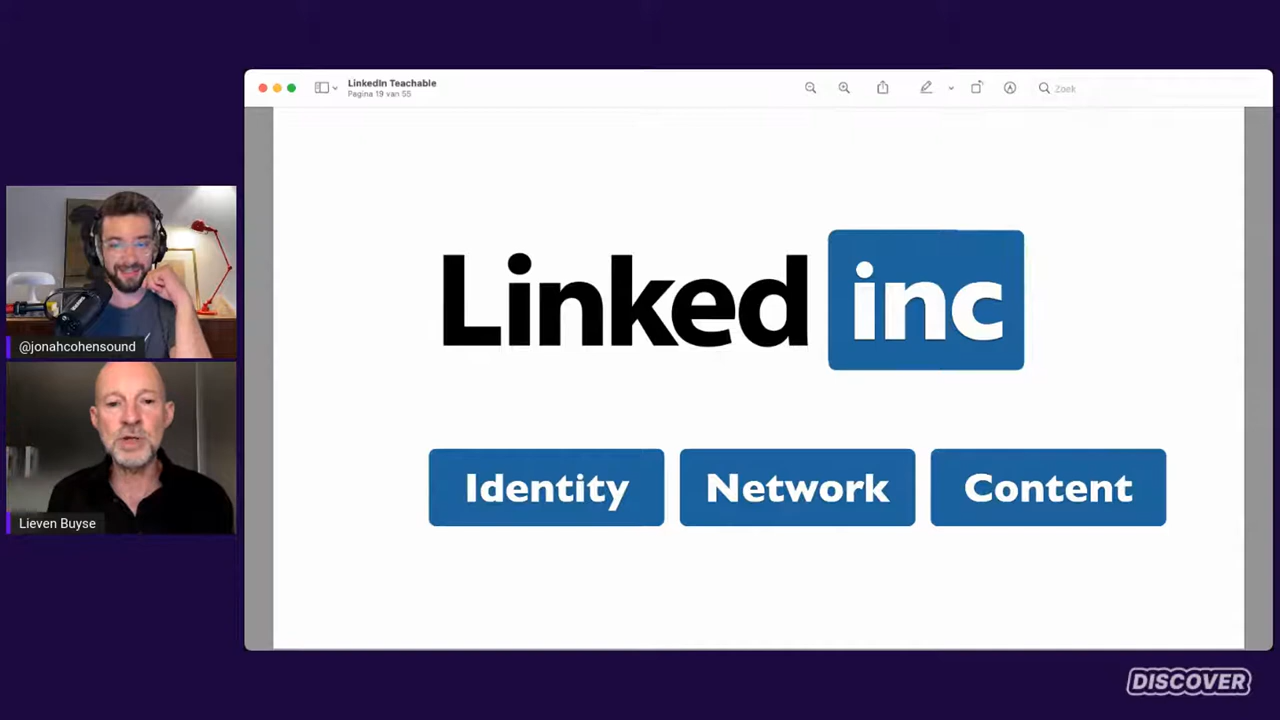 LinkedIn Teachable
Pagina 19 van 55
Zoek
Linked inc
Identity Network Content
@jonahcohensound
Lieven Buyse
DISCOVER